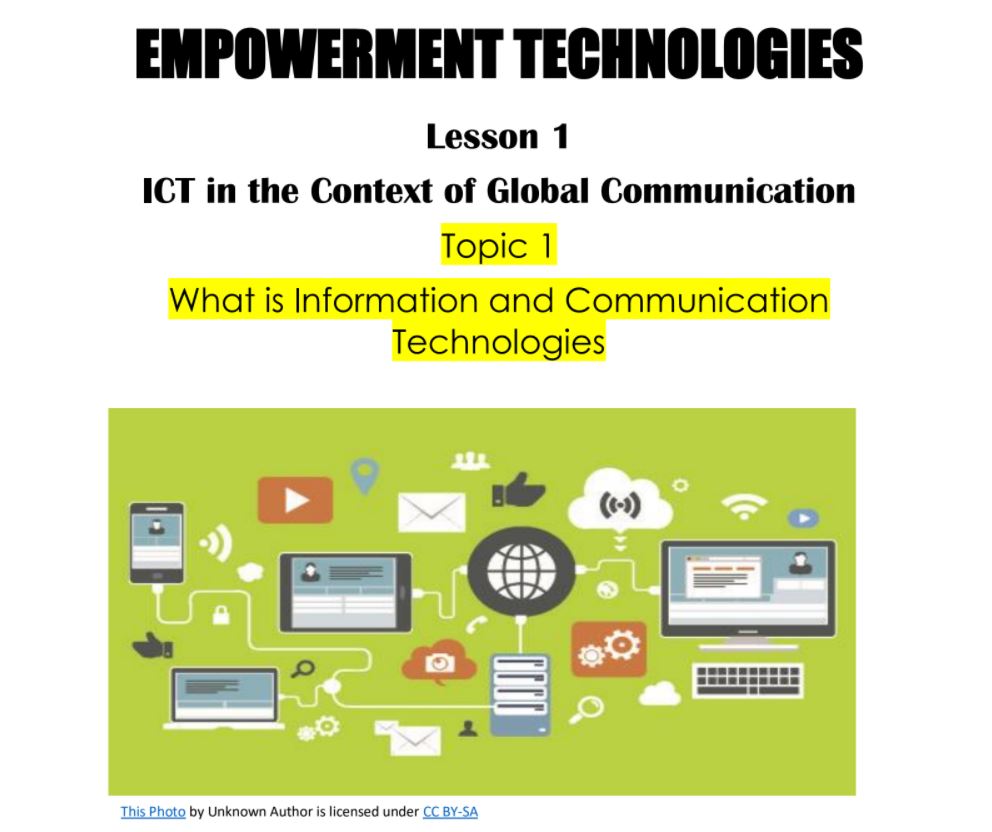 EMPOWERMENT TECHNOLOGIES
Lesson 1
ICT in the Context of Global Communication
Topic 1
What is Information and Communication
Technologies
This Photo by Unknown Author is licensed under CC BY-SA